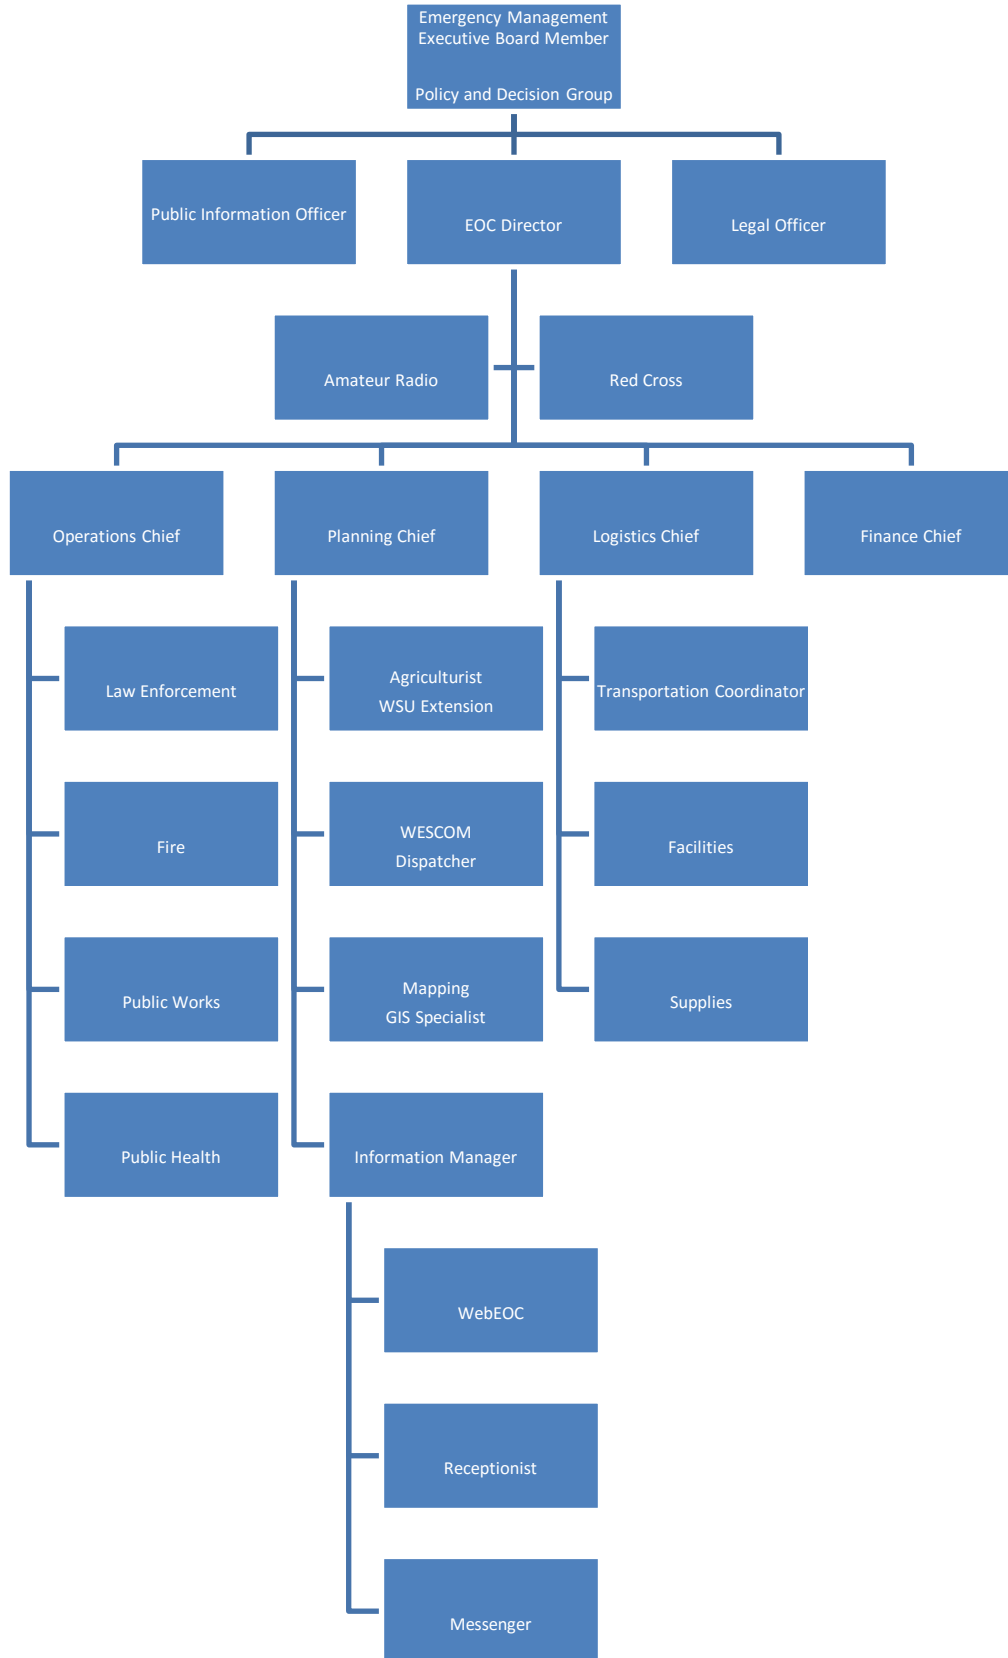 Emergency Management
Executive Board Member
Policy and Decision Group
Public Information Officer
EOC Director
Legal Officer
Amateur Radio
Red Cross
Operations Chief
Planning Chief
Logistics Chief
Finance Chief
Law Enforcement
Agriculturist
WSU Extension
Transportation Coordinator
Fire
WESCOM
Dispatcher
Facilities
Public Works
Mapping
GIS Specialist
Supplies
Public Health
Information Manager
WebEOC
Receptionist
Messenger